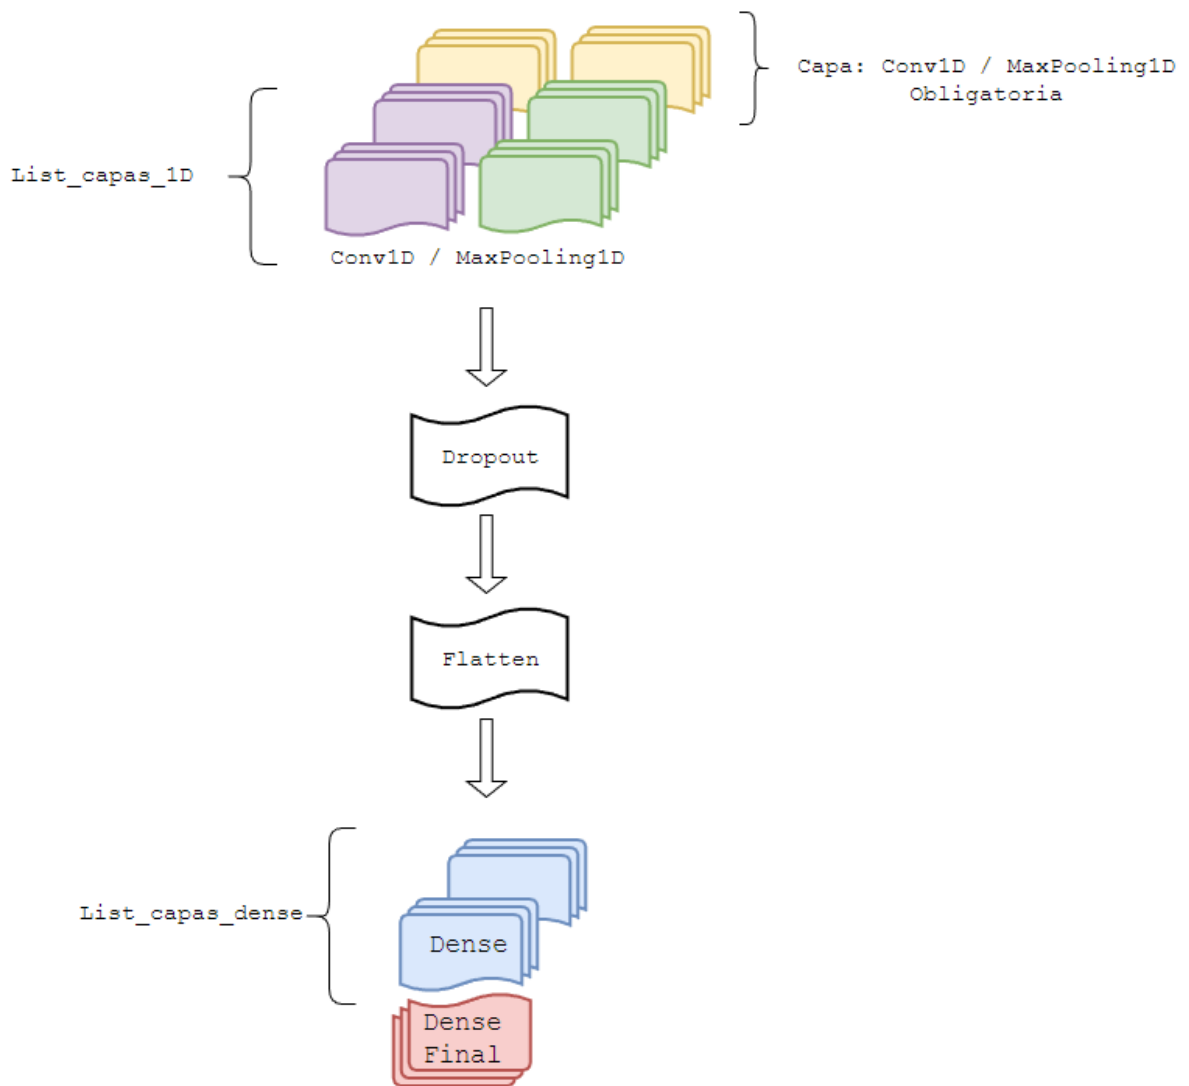 Capa: Conv1D / MaxPooling1D
Obligatoria
List_capas_1D
Conv1D / MaxPooling1D
Dropout
Flatten
List_capas_dense
Dense
Dense
Final